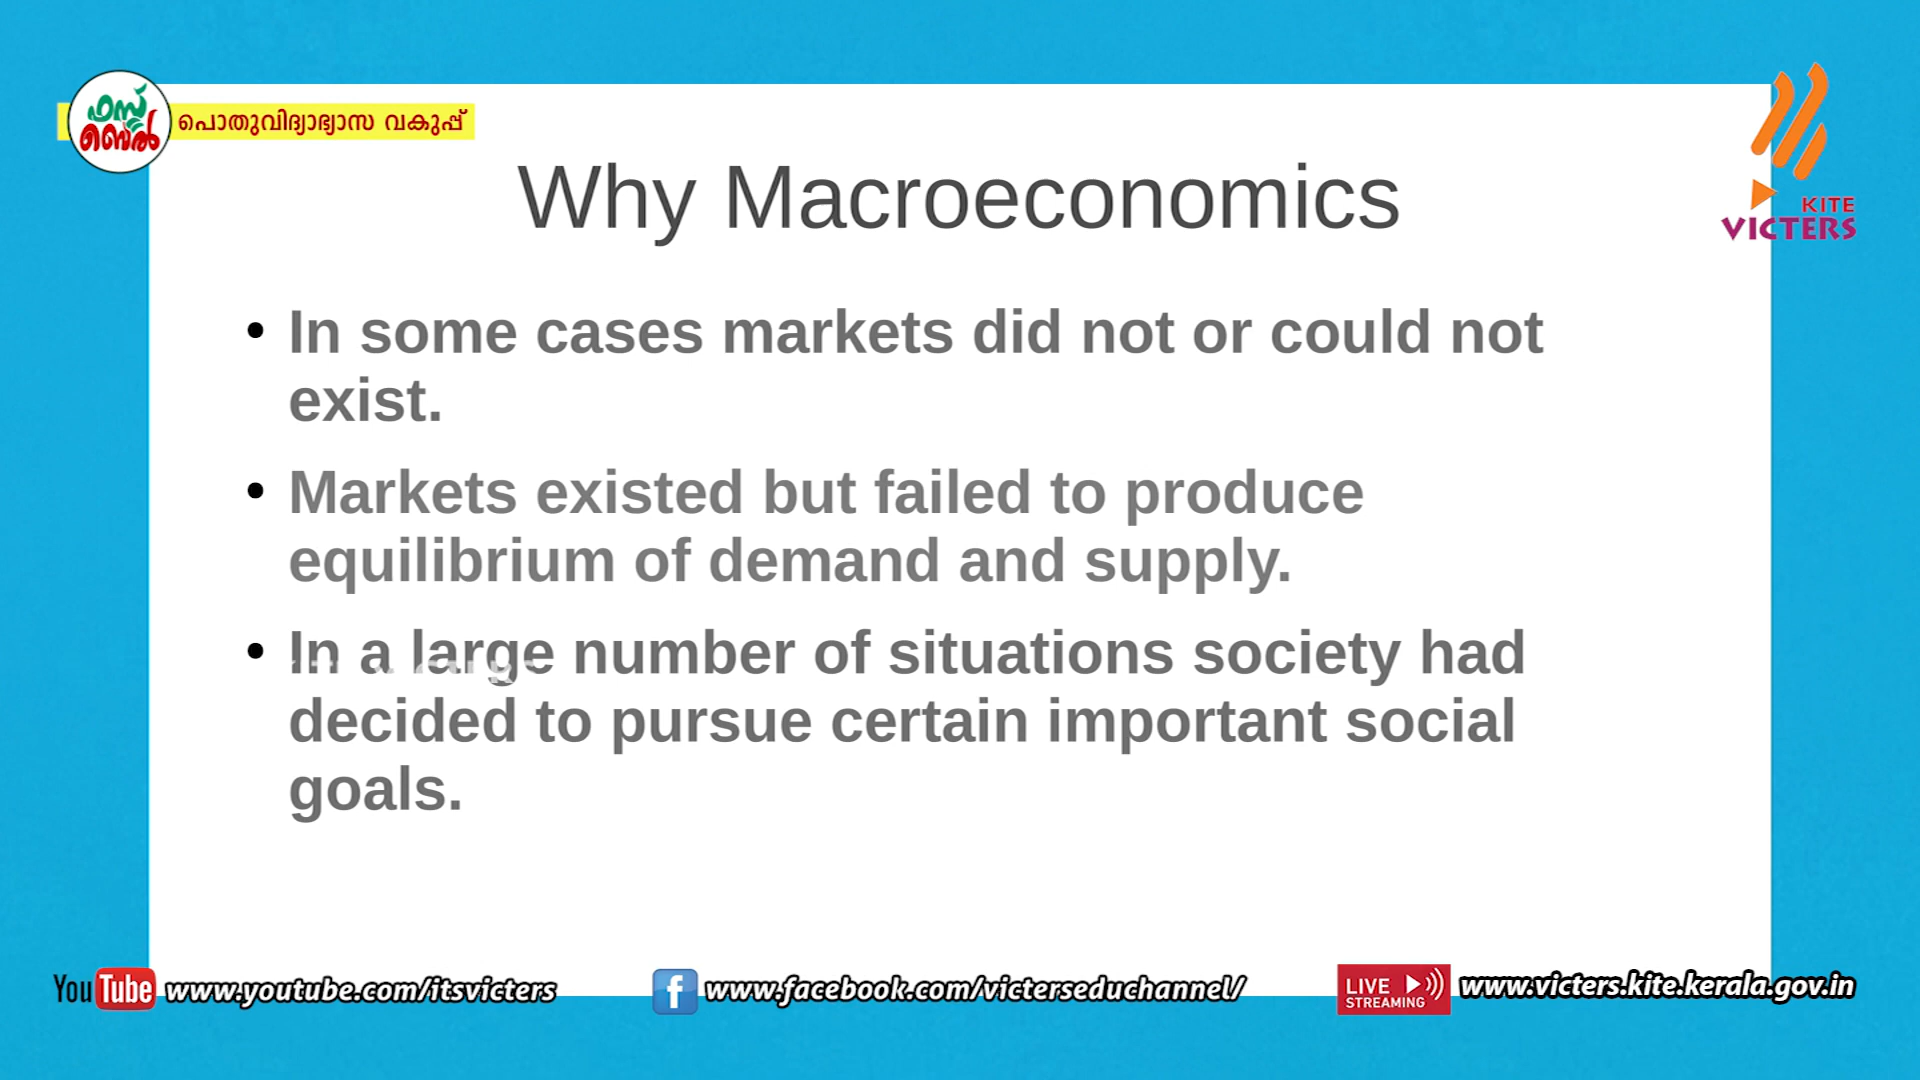 ഫസ്റ്റ്
ബെൽ
പൊതുവിദ്യാഭ്യാസ വകുപ്പ്
KITE
VICTERS
Why Macroeconomics
• In some cases markets did not or could not
exist.
• Markets existed but failed to produce
equilibrium of demand and supply.
• In a large number of situations society had
decided to pursue certain important social
goals.
YouTube www.youtube.com/itsvicters
f www.facebook.com/victerseduchannel/
LIVE
STREAMING
www.victers.kite.kerala.gov.in